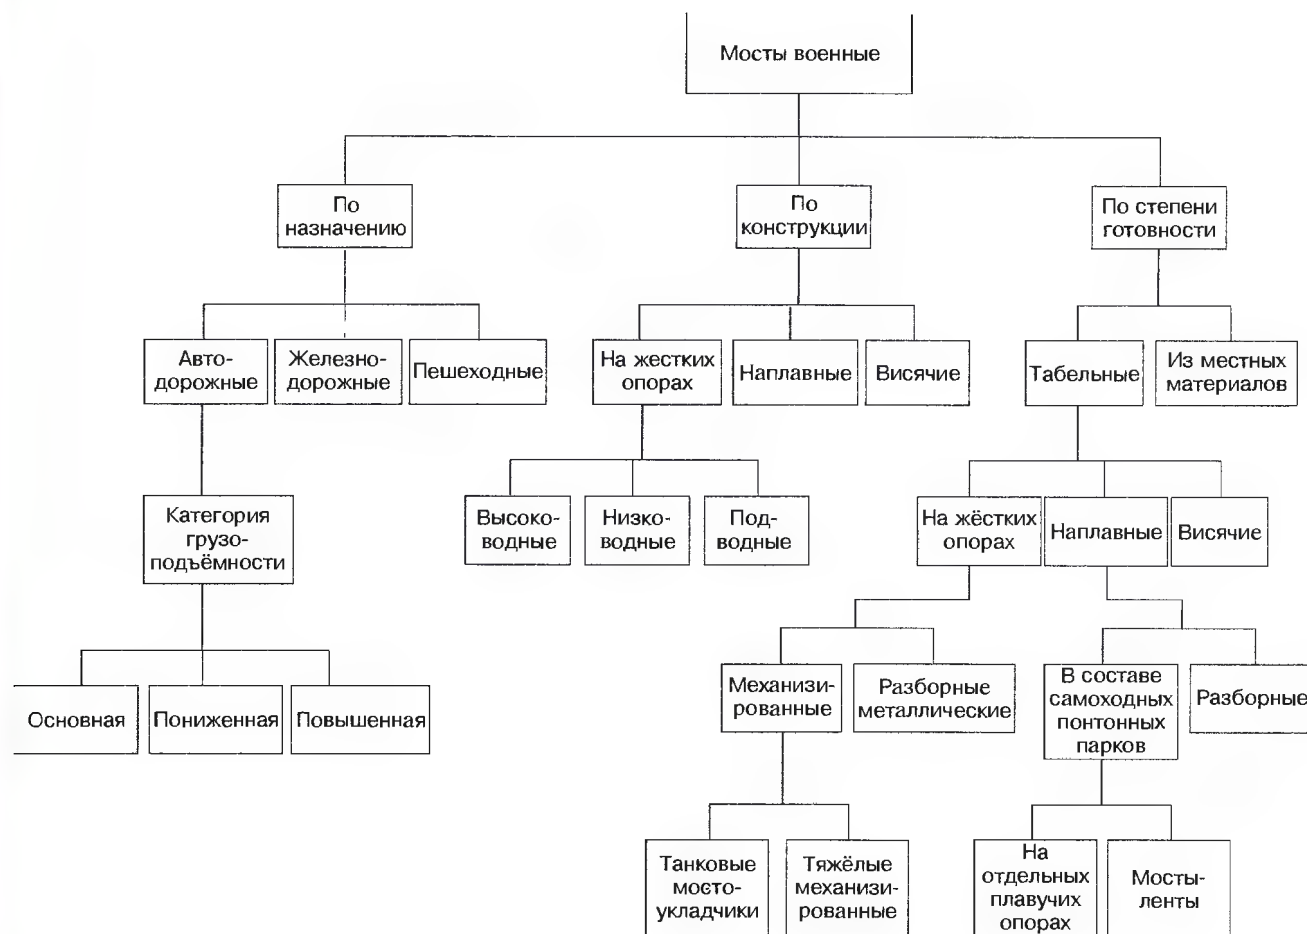 Мосты военные
По
назначению
По
конструкции
По степени
готовности
Авто-
дорожные
Железно-
дорожные
Пешеходные
На жестких
опорах
Наплавные
Висячие
Табельные
Из местных
материалов
Категория
грузо-
подъёмности
Высоко-
водные
Низко-
водные
Под-
водные
На жёстких
опорах
Наплавные
Висячие
Основная
Пониженная
Повышенная
Механизи-
рованные
Разборные
металлические
В составе
самоходных
понтонных
парков
Разборные
Танковые
мосто-
укладчики
Тяжёлые
механизи-
рованные
На
отдельных
плавучих
опорах
Мосты-
ленты